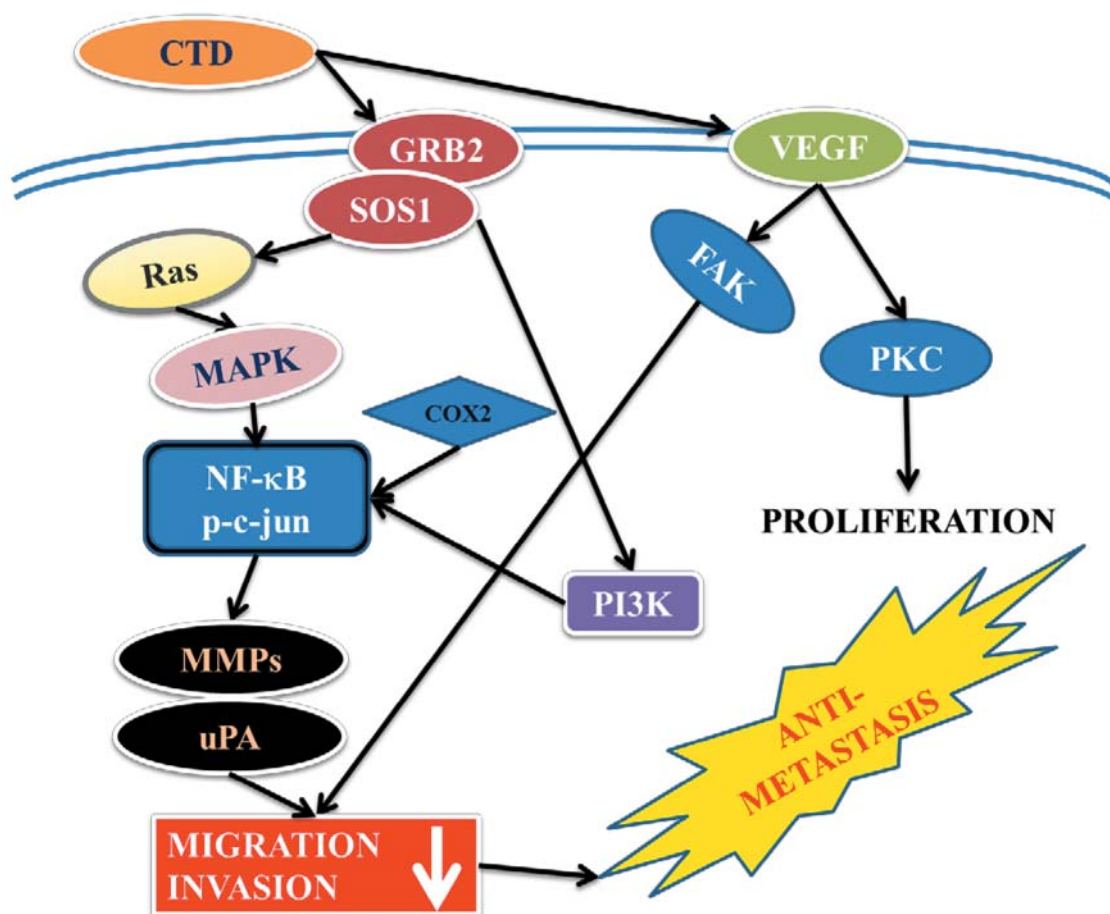 CTD
GRB2
VEGF
SOS1
Ras
FAK
MAPK
PKC
COX2
NF-κB
p-c-jun
PROLIFERATION
PI3K
MMPs
uPA
ANTI-
METASTASIS
MIGRATION
INVASION